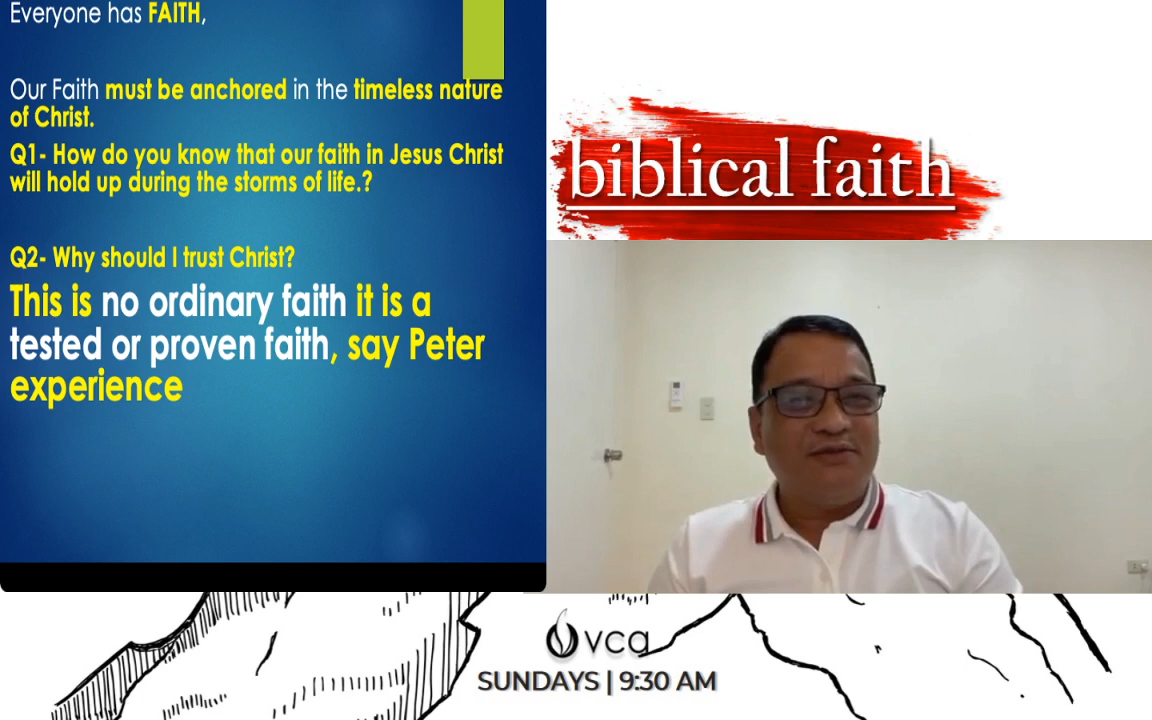 Everyone has FAITH,
Our Faith must be anchored in the timeless nature
of Christ.
Q1- How do you know that our faith in Jesus Christ
will hold up during the storms of life.?
Q2- Why should I trust Christ?
This is no ordinary faith it is a
tested or proven faith, say Peter
experience
biblical faith
vca
SUNDAYS | 9:30 AM